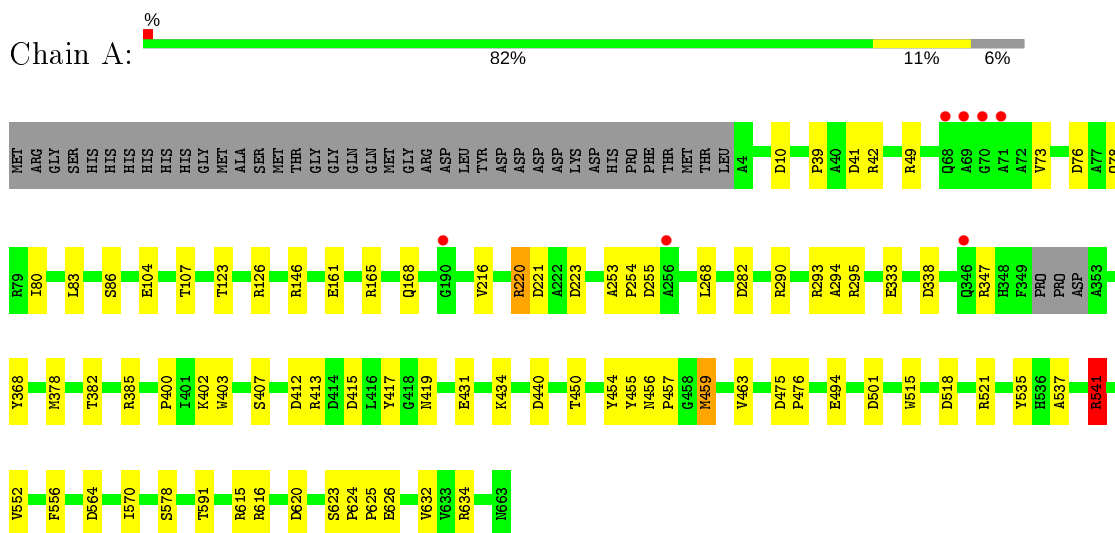 %
Chain A:
82% 11% 6%
MET ARG GLY SER HIS HIS HIS HIS HIS HIS GLY MET ALA SER MET THR GLY GLY GLN GLN MET GLY ARG ASP LEU TYR ASP ASP ASP ASP LYS ASP HIS PRO PHE THR MET THR LEU A4 D10 P39 A40 D41 R42 R49 Q68 A69 G70 A71 A72 V73 D76 A77 Q78
R79 I80 L83 S86 E104 T107 T123 R126 R146 E161 R165 Q168 G190 V216 R220 D221 A222 D223 A253 P254 D255 A256 L268 D282 R290 R293 A294 R295 E333 D338 Q346 R347 H348 F349 PRO PRO ASP A353
Y368 M378 T382 R385 P400 I401 K402 W403 S407 D412 R413 D414 D415 L416 Y417 G418 N419 E431 K434 D440 T450 Y454 Y455 N456 P457 G458 M459 V463 D475 P476 E494 D501 W515 D518 R521 Y535 H536 A537 R541
V552 F556 D564 I570 S578 T591 R615 R616 D620 S623 P624 P625 E626 V632 V633 R634 N663